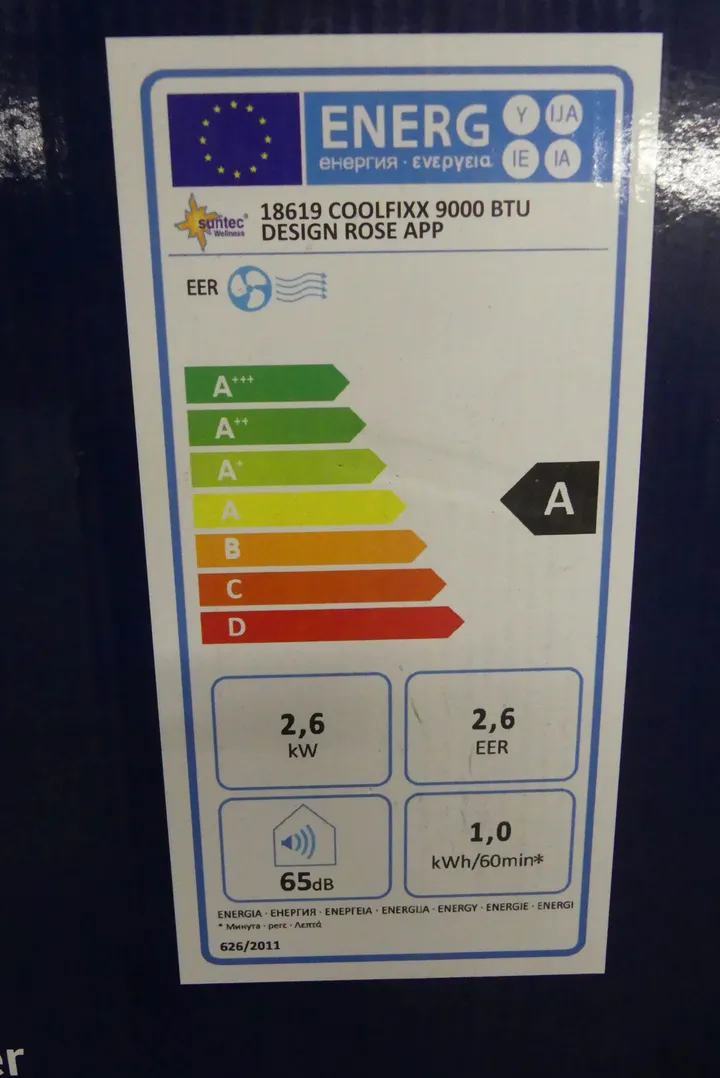 ENERG
Y IJA
IE IA
енергия · ενεργεια
suntec®
Wellness
18619 COOLFIXX 9000 BTU
DESIGN ROSE APP
EER
A+++
A++
A+
A
B
C
D
A
2,6
kW
2,6
EER
65dB
1,0
kWh/60min*
ENERGIA · ЕНЕРГИЯ · ΕΝΕΡΓΕΙΑ · ENERGIJA · ENERGY · ENERGIE · ENERGI
* Минута · perc · Λεπτά
626/2011
er